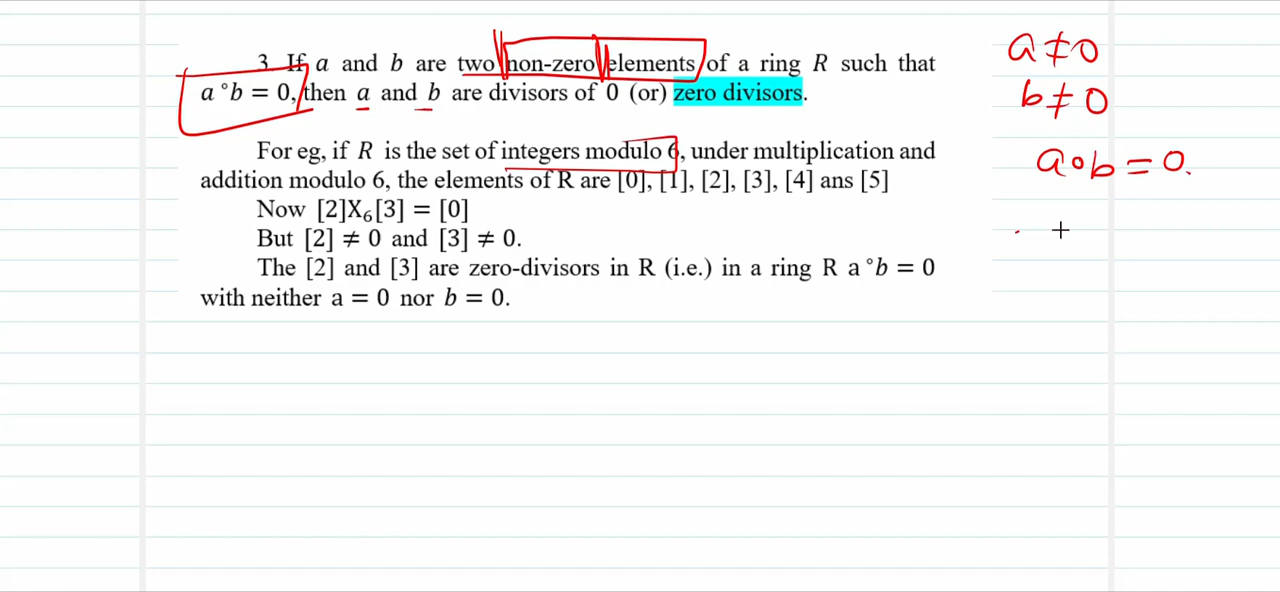 3. If a and b are two non-zero elements of a ring R such that
a∘b = 0, then a and b are divisors of 0 (or) zero divisors.
For eg, if R is the set of integers modulo 6, under multiplication and
addition modulo 6, the elements of R are [0], [1], [2], [3], [4] ans [5]
Now [2]X₆[3] = [0]
But [2] ≠ 0 and [3] ≠ 0.
The [2] and [3] are zero-divisors in R (i.e.) in a ring R a∘b = 0
with neither a = 0 nor b = 0.
a≠0
b≠0
a∘b = 0.